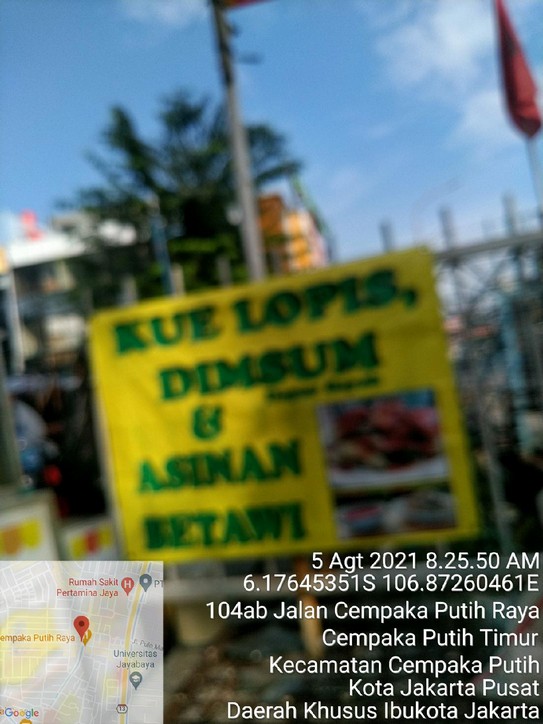 KUE LOPIS,
DIMSUM
&
ASINAN
BETAWI
5 Agt 2021 8.25.50 AM
6.17645351S 106.87260461E
104ab Jalan Cempaka Putih Raya
Cempaka Putih Timur
Kecamatan Cempaka Putih
Kota Jakarta Pusat
Daerah Khusus Ibukota Jakarta
Rumah Sakit
Pertamina Jaya
PT
empaka Putih Raya
Universitas
Jayabaya
Google